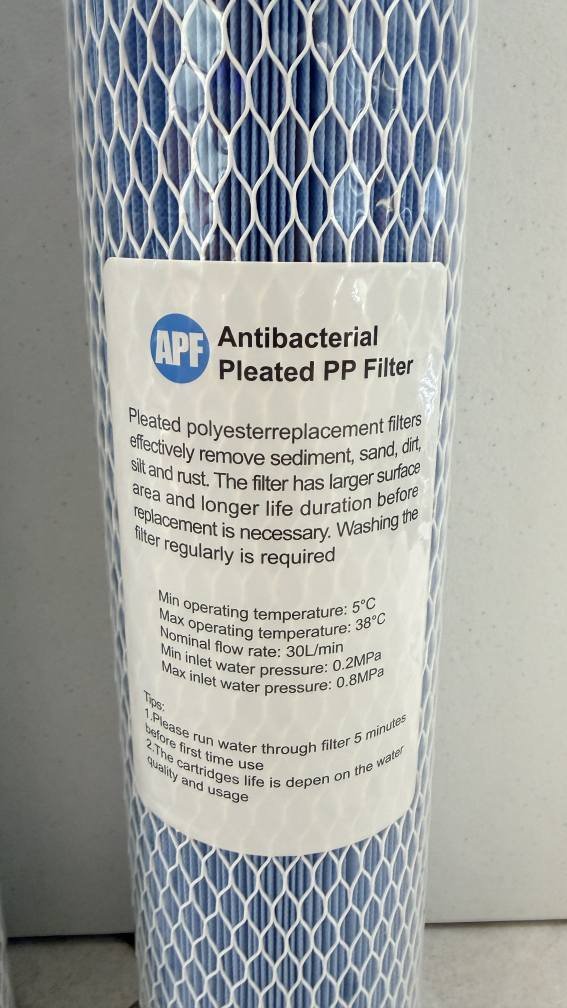 APF
Antibacterial
Pleated PP Filter
Pleated polyesterreplacement filters
effectively remove sediment, sand, dirt,
silt and rust. The filter has larger surface
area and longer life duration before
replacement is necessary. Washing the
filter regularly is required
Min operating temperature: 5°C
Max operating temperature: 38°C
Nominal flow rate: 30L/min
Min inlet water pressure: 0.2MPa
Max inlet water pressure: 0.8MPa
Tips:
1.Please run water through filter 5 minutes
before first time use
2.The cartridges life is depen on the water
quality and usage